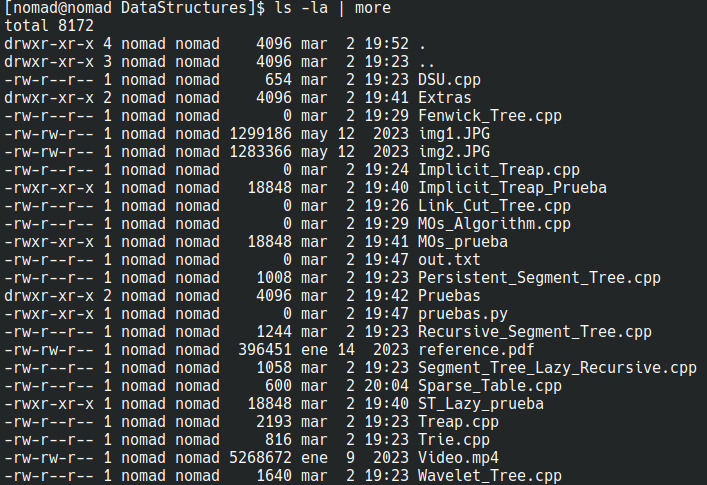 [nomad@nomad DataStructures]$ ls -la | more
total 8172
drwxr-xr-x 4 nomad nomad    4096 mar  2 19:52 .
drwxr-xr-x 3 nomad nomad    4096 mar  2 19:23 ..
-rw-r--r-- 1 nomad nomad     654 mar  2 19:23 DSU.cpp
drwxr-xr-x 2 nomad nomad    4096 mar  2 19:41 Extras
-rw-r--r-- 1 nomad nomad       0 mar  2 19:29 Fenwick_Tree.cpp
-rw-rw-r-- 1 nomad nomad 1299186 may 12  2023 img1.JPG
-rw-rw-r-- 1 nomad nomad 1283366 may 12  2023 img2.JPG
-rw-r--r-- 1 nomad nomad       0 mar  2 19:24 Implicit_Treap.cpp
-rwxr-xr-x 1 nomad nomad   18848 mar  2 19:40 Implicit_Treap_Prueba
-rw-r--r-- 1 nomad nomad       0 mar  2 19:26 Link_Cut_Tree.cpp
-rw-r--r-- 1 nomad nomad       0 mar  2 19:29 MOs_Algorithm.cpp
-rwxr-xr-x 1 nomad nomad   18848 mar  2 19:41 MOs_prueba
-rw-r--r-- 1 nomad nomad       0 mar  2 19:47 out.txt
-rw-r--r-- 1 nomad nomad    1008 mar  2 19:23 Persistent_Segment_Tree.cpp
drwxr-xr-x 2 nomad nomad    4096 mar  2 19:42 Pruebas
-rwxr-xr-x 1 nomad nomad       0 mar  2 19:47 pruebas.py
-rw-r--r-- 1 nomad nomad    1244 mar  2 19:23 Recursive_Segment_Tree.cpp
-rw-rw-r-- 1 nomad nomad  396451 ene 14  2023 reference.pdf
-rw-r--r-- 1 nomad nomad    1058 mar  2 19:23 Segment_Tree_Lazy_Recursive.cpp
-rw-r--r-- 1 nomad nomad     600 mar  2 20:04 Sparse_Table.cpp
-rwxr-xr-x 1 nomad nomad   18848 mar  2 19:40 ST_Lazy_prueba
-rw-r--r-- 1 nomad nomad    2193 mar  2 19:23 Treap.cpp
-rw-r--r-- 1 nomad nomad     816 mar  2 19:23 Trie.cpp
-rw-rw-r-- 1 nomad nomad 5268672 ene  9  2023 Video.mp4
-rw-r--r-- 1 nomad nomad    1640 mar  2 19:23 Wavelet_Tree.cpp